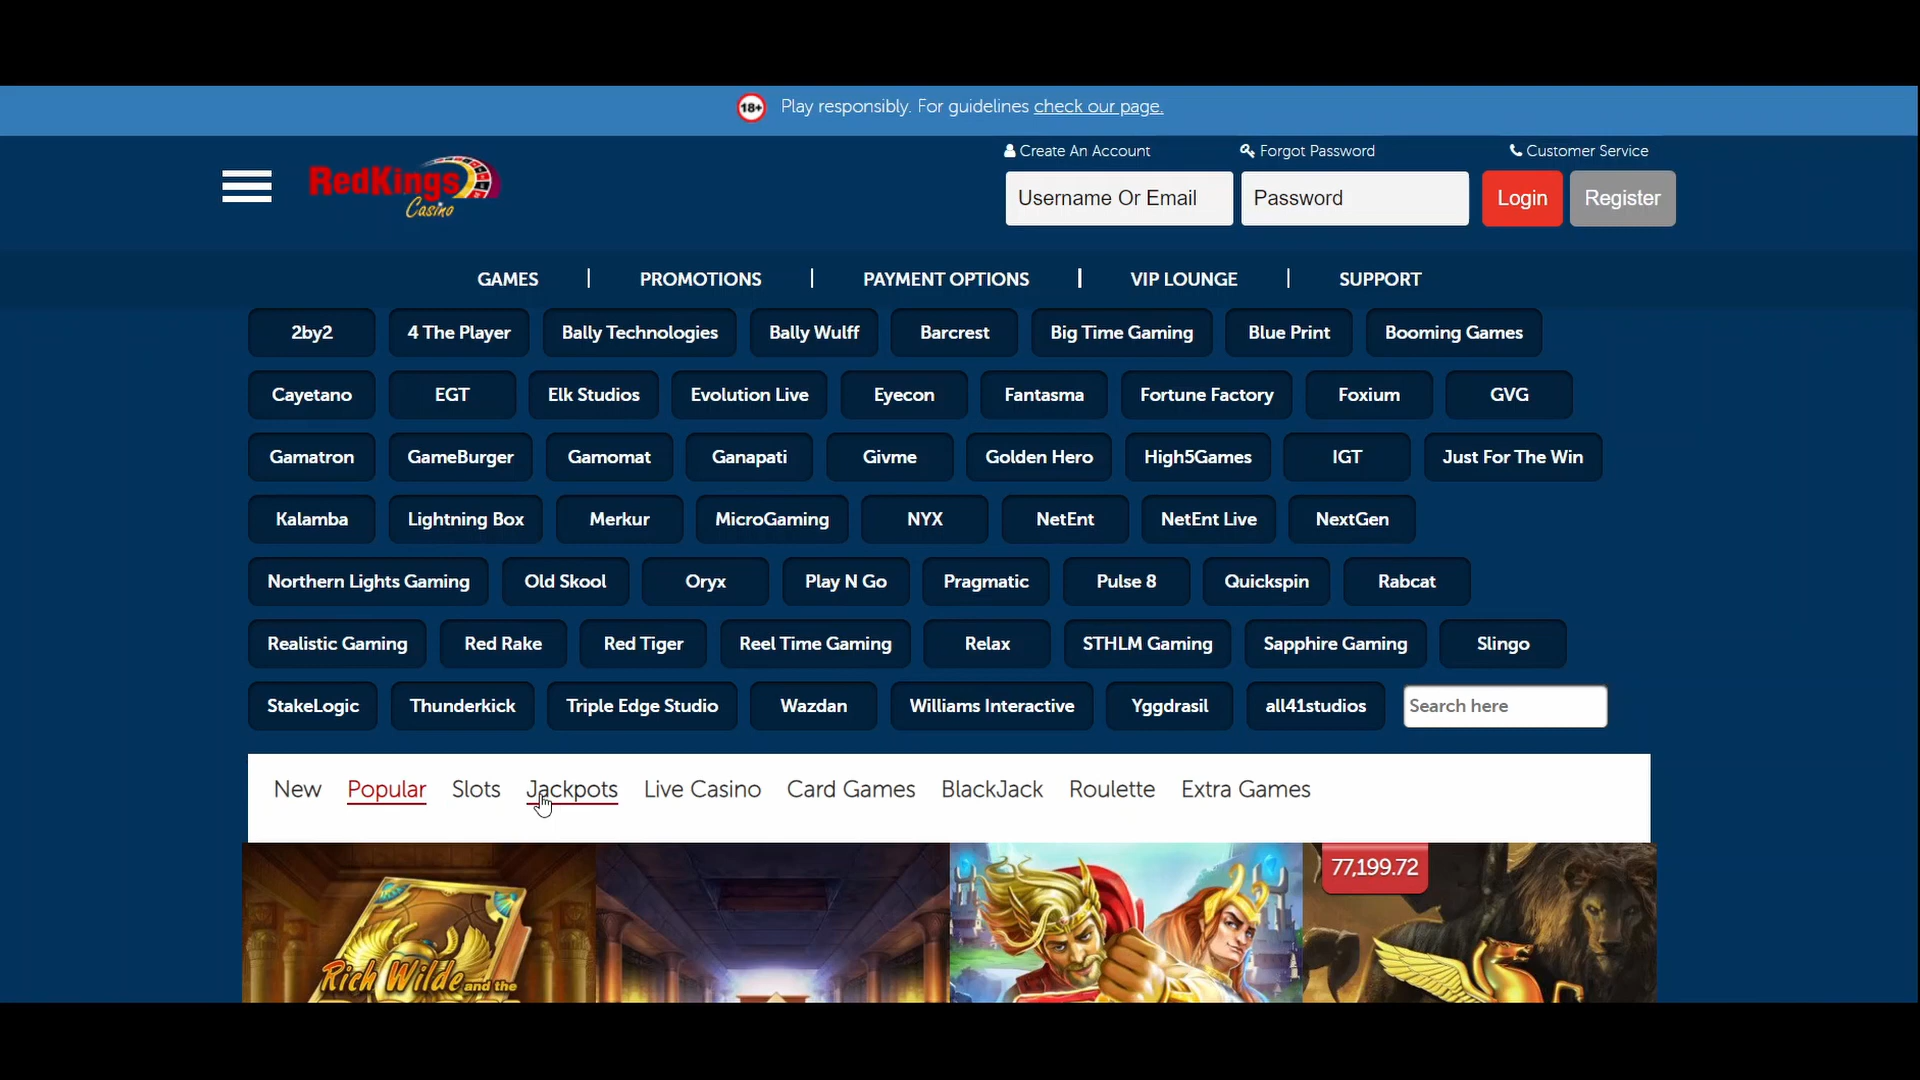 18+ Play responsibly. For guidelines check our page.
Create An Account Forgot Password Customer Service
RedKings
Casino
Username Or Email Password Login Register
GAMES | PROMOTIONS | PAYMENT OPTIONS | VIP LOUNGE | SUPPORT
2by2 4 The Player Bally Technologies Bally Wulff Barcrest Big Time Gaming Blue Print Booming Games
Cayetano EGT Elk Studios Evolution Live Eyecon Fantasma Fortune Factory Foxium GVG
Gamatron GameBurger Gamomat Ganapati Givme Golden Hero High5Games IGT Just For The Win
Kalamba Lightning Box Merkur MicroGaming NYX NetEnt NetEnt Live NextGen
Northern Lights Gaming Old Skool Oryx Play N Go Pragmatic Pulse 8 Quickspin Rabcat
Realistic Gaming Red Rake Red Tiger Reel Time Gaming Relax STHLM Gaming Sapphire Gaming Slingo
StakeLogic Thunderkick Triple Edge Studio Wazdan Williams Interactive Yggdrasil all41studios Search here
New Popular Slots Jackpots Live Casino Card Games BlackJack Roulette Extra Games
77,199.72
Rich Wilde and the